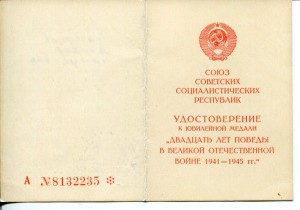 А №8132235 *
СОЮЗ
СОВЕТСКИХ
СОЦИАЛИСТИЧЕСКИХ
РЕСПУБЛИК
УДОСТОВЕРЕНИЕ
К ЮБИЛЕЙНОЙ МЕДАЛИ
„ДВАДЦАТЬ ЛЕТ ПОБЕДЫ
В ВЕЛИКОЙ ОТЕЧЕСТВЕННОЙ
ВОЙНЕ 1941—1945 гг."